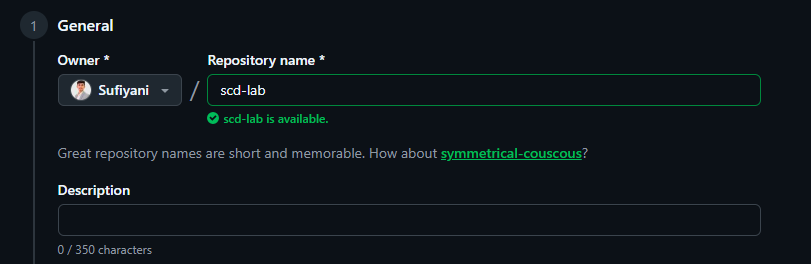 1 General
Owner * Repository name *
Sufiyani / scd-lab
scd-lab is available.
Great repository names are short and memorable. How about symmetrical-couscous?
Description
0 / 350 characters